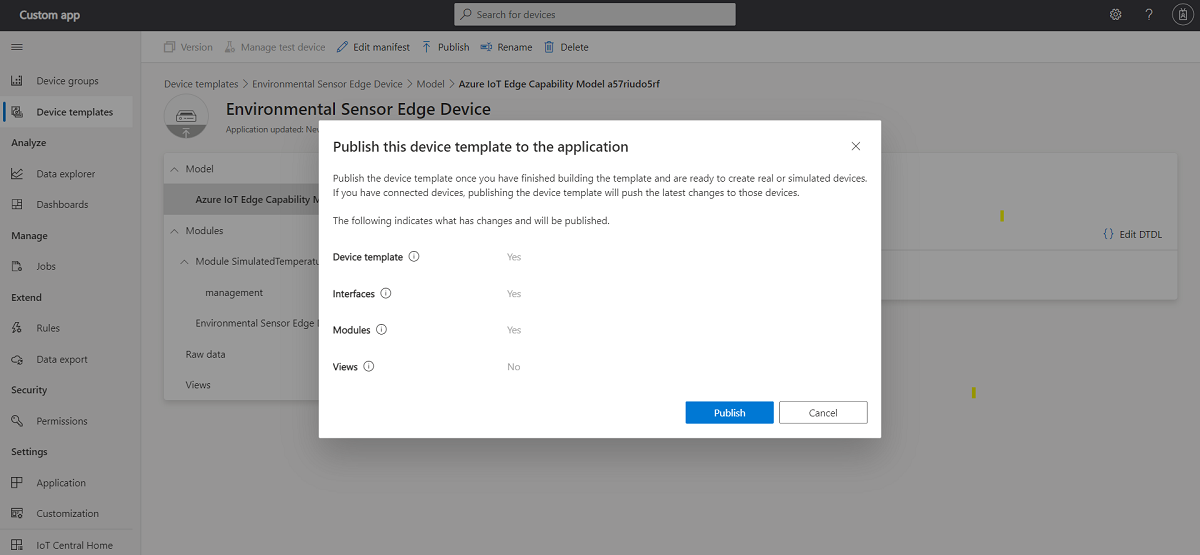 Custom app
Search for devices
?
Version
Manage test device
Edit manifest
Publish
Rename
Delete
Device groups
Device templates
Analyze
Data explorer
Dashboards
Manage
Jobs
Extend
Rules
Data export
Security
Permissions
Settings
Application
Customization
IoT Central Home
Device templates > Environmental Sensor Edge Device > Model > Azure IoT Edge Capability Model a57riudo5rf
Environmental Sensor Edge Device
Application updated:
Model
Azure IoT Edge Capability
Modules
Module
management
Environmental Sensor Edge
Raw data
Views
{} Edit DTDL
Publish this device template to the application
Publish the device template once you have finished building the template and are ready to create real or simulated devices.
If you have connected devices, publishing the device template will push the latest changes to those devices.
The following indicates what has changes and will be published.
Device template Yes
Interfaces Yes
Modules Yes
Views No
Publish Cancel